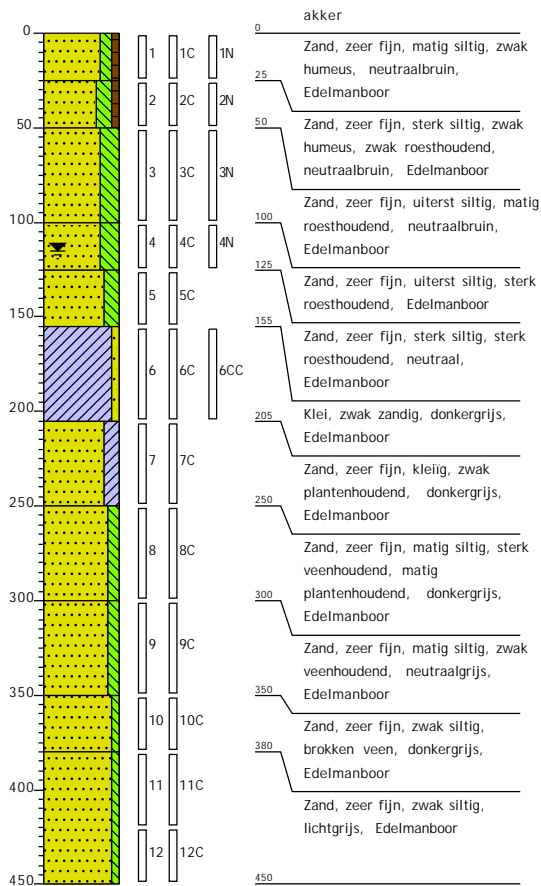 akker
0
0
Zand, zeer fijn, matig siltig, zwak
humeus, neutraalbruin,
Edelmanboor
1 1C 1N
25
Zand, zeer fijn, sterk siltig, zwak
humeus, zwak roesthoudend,
neutraalbruin, Edelmanboor
2 2C 2N
50
50
Zand, zeer fijn, uiterst siltig, matig
roesthoudend, neutraalbruin,
Edelmanboor
3 3C 3N
100
100
Zand, zeer fijn, uiterst siltig, sterk
roesthoudend, Edelmanboor
4 4C 4N
125
Zand, zeer fijn, sterk siltig, sterk
roesthoudend, neutraal,
Edelmanboor
5 5C
150
155
Klei, zwak zandig, donkergrijs,
Edelmanboor
6 6C 6CC
200
205
Zand, zeer fijn, kleiïg, zwak
plantenhoudend, donkergrijs,
Edelmanboor
7 7C
250
250
Zand, zeer fijn, matig siltig, sterk
veenhoudend, matig
plantenhoudend, donkergrijs,
Edelmanboor
8 8C
300
300
Zand, zeer fijn, matig siltig, zwak
veenhoudend, neutraalgrijs,
Edelmanboor
9 9C
350
350
Zand, zeer fijn, zwak siltig,
brokken veen, donkergrijs,
Edelmanboor
10 10C
380
Zand, zeer fijn, zwak siltig,
lichtgrijs, Edelmanboor
11 11C
400
12 12C
450
450